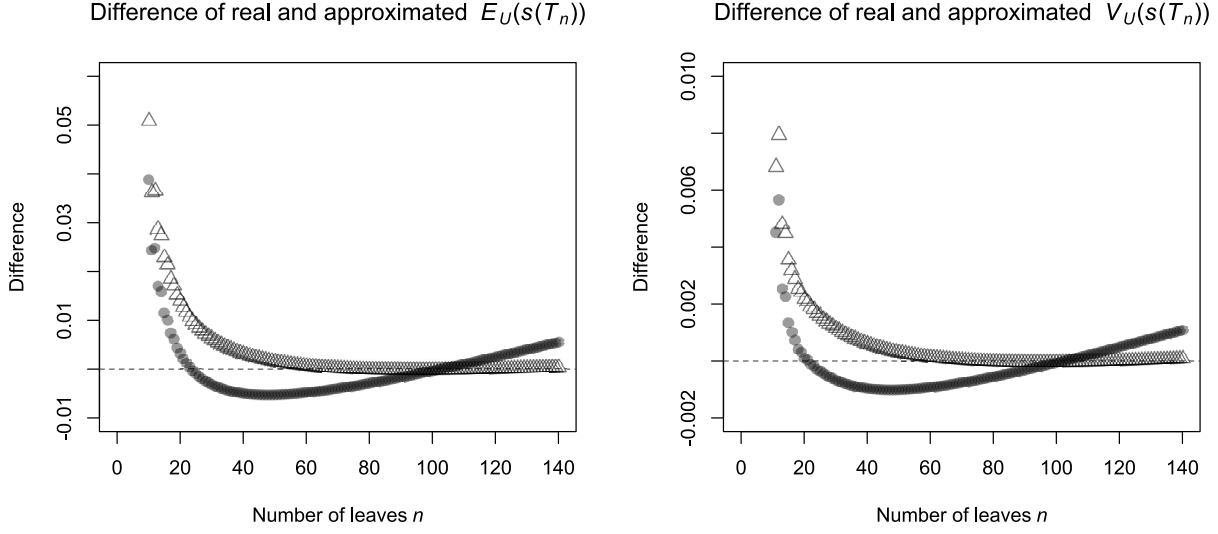 Difference of real and approximated E_U(s(T_n))
Difference
0.05
0.03
0.01
-0.01
0 20 40 60 80 100 120 140
Number of leaves n
Difference of real and approximated V_U(s(T_n))
Difference
0.010
0.006
0.002
-0.002
0 20 40 60 80 100 120 140
Number of leaves n